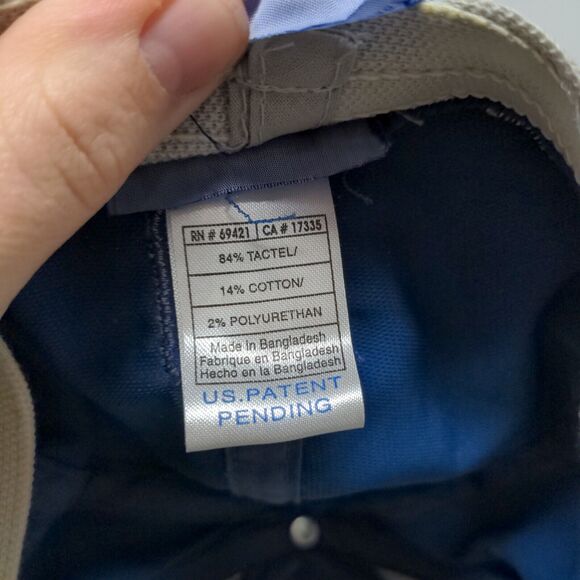 RN # 69421 CA # 17335
84% TACTEL/
14% COTTON/
2% POLYURETHAN
Made in Bangladesh
Fabrique en Bangladesh
Hecho en la Bangladesh
US.PATENT
PENDING